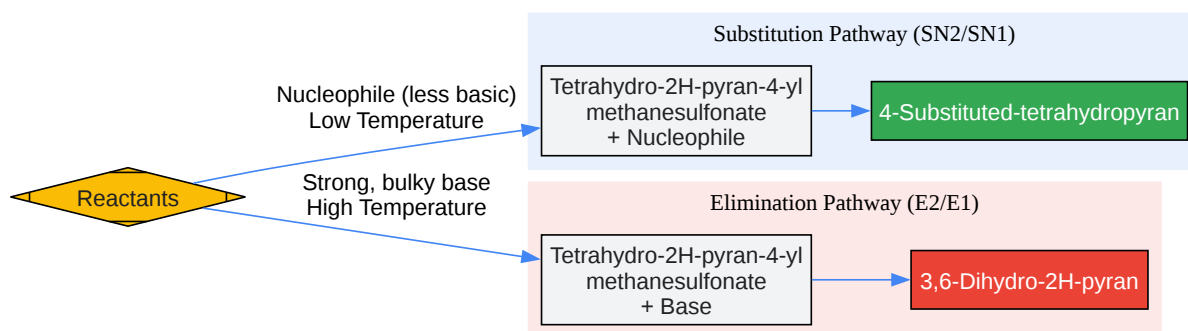 Substitution Pathway (SN2/SN1)
Nucleophile (less basic)
Low Temperature
Tetrahydro-2H-pyran-4-yl
methanesulfonate
+ Nucleophile
4-Substituted-tetrahydropyran
Reactants
Strong, bulky base
High Temperature
Elimination Pathway (E2/E1)
Tetrahydro-2H-pyran-4-yl
methanesulfonate
+ Base
3,6-Dihydro-2H-pyran